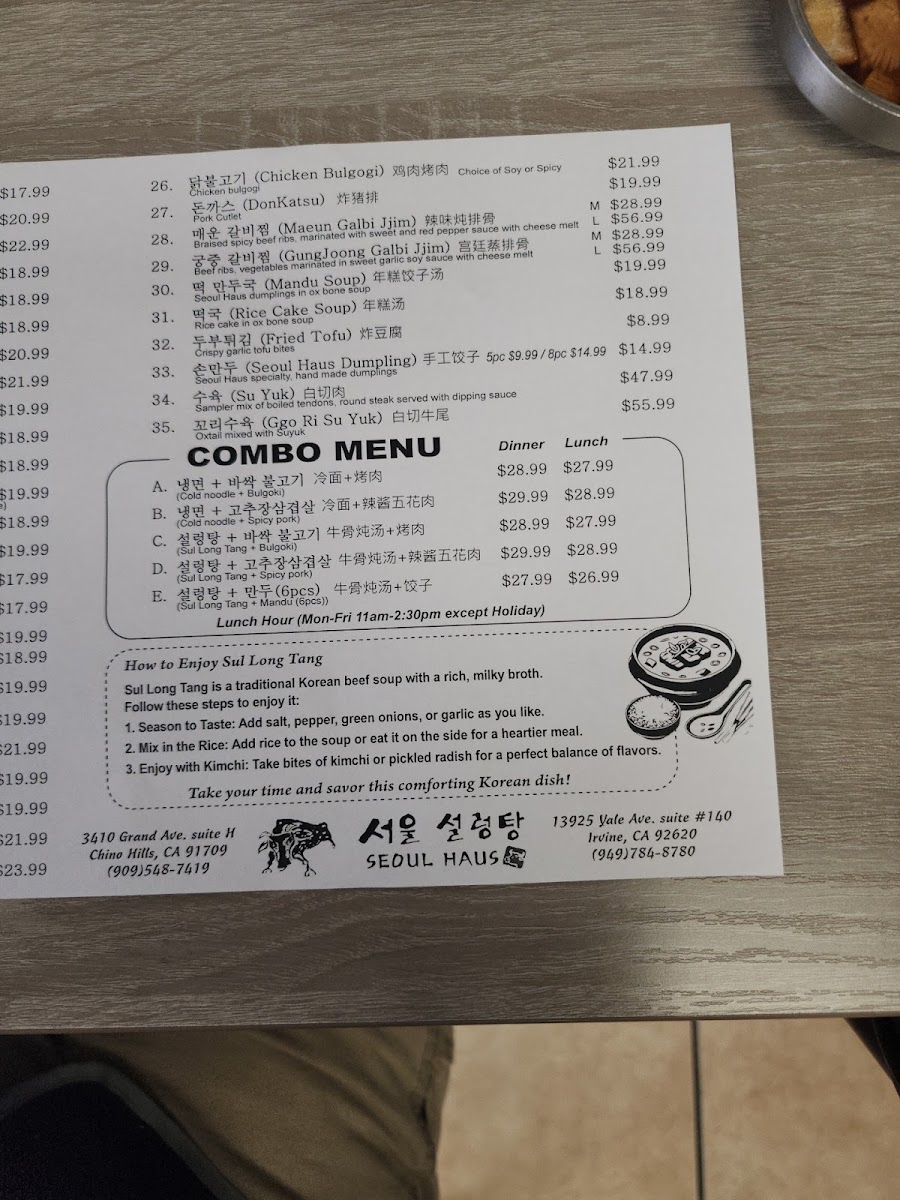 $17.99
$20.99
$22.99
$18.99
$18.99
$18.99
$20.99
$21.99
$19.99
$18.99
$18.99
$19.99
$18.99
$19.99
$17.99
$17.99
$19.99
$18.99
$19.99
$19.99
$21.99
$19.99
$19.99
$21.99
$23.99
26. 닭불고기 (Chicken Bulgogi) 鸡肉烤肉 Choice of Soy or Spicy $21.99
Chicken bulgogi
27. 돈까스 (DonKatsu) 炸猪排 $19.99
Pork Cutlet
28. 매운 갈비찜 (Maeun Galbi Jjim) 辣味炖排骨 M $28.99
Braised spicy beef ribs, marinated with sweet and red pepper sauce with cheese melt L $56.99
29. 궁중 갈비찜 (GungJoong Galbi Jjim) 宫廷蒸排骨 M $28.99
Beef ribs, vegetables marinated in sweet garlic soy sauce with cheese melt L $56.99
30. 떡 만두국 (Mandu Soup) 年糕饺子汤 $19.99
Seoul Haus dumplings in ox bone soup
31. 떡국 (Rice Cake Soup) 年糕汤 $18.99
Rice cake in ox bone soup
32. 두부튀김 (Fried Tofu) 炸豆腐 $8.99
Crispy garlic tofu bites
33. 손만두 (Seoul Haus Dumpling) 手工饺子 5pc $9.99 / 8pc $14.99 $14.99
Seoul Haus specialty, hand made dumplings
34. 수육 (Su Yuk) 白切肉 $47.99
Sampler mix of boiled tendons, round steak served with dipping sauce
35. 꼬리수육 (Ggo Ri Su Yuk) 白切牛尾 $55.99
Oxtail mixed with Suyuk
COMBO MENU Dinner Lunch
A. 냉면 + 바싹 불고기 冷面+烤肉 $28.99 $27.99
(Cold noodle + Bulgoki)
B. 냉면 + 고추장삼겹살 冷面+辣酱五花肉 $29.99 $28.99
(Cold noodle + Spicy pork)
C. 설렁탕 + 바싹 불고기 牛骨炖汤+烤肉 $28.99 $27.99
(Sul Long Tang + Bulgoki)
D. 설렁탕 + 고추장삼겹살 牛骨炖汤+辣酱五花肉 $29.99 $28.99
(Sul Long Tang + Spicy pork)
E. 설렁탕 + 만두(6pcs) 牛骨炖汤+饺子 $27.99 $26.99
(Sul Long Tang + Mandu (6pcs))
Lunch Hour (Mon-Fri 11am-2:30pm except Holiday)
How to Enjoy Sul Long Tang
Sul Long Tang is a traditional Korean beef soup with a rich, milky broth.
Follow these steps to enjoy it:
1. Season to Taste: Add salt, pepper, green onions, or garlic as you like.
2. Mix in the Rice: Add rice to the soup or eat it on the side for a heartier meal.
3. Enjoy with Kimchi: Take bites of kimchi or pickled radish for a perfect balance of flavors.
Take your time and savor this comforting Korean dish!
3410 Grand Ave. suite H
Chino Hills, CA 91709
(909)548-7419
서울 설렁탕
SEOUL HAUS
13925 Yale Ave. suite #140
Irvine, CA 92620
(949)784-8780